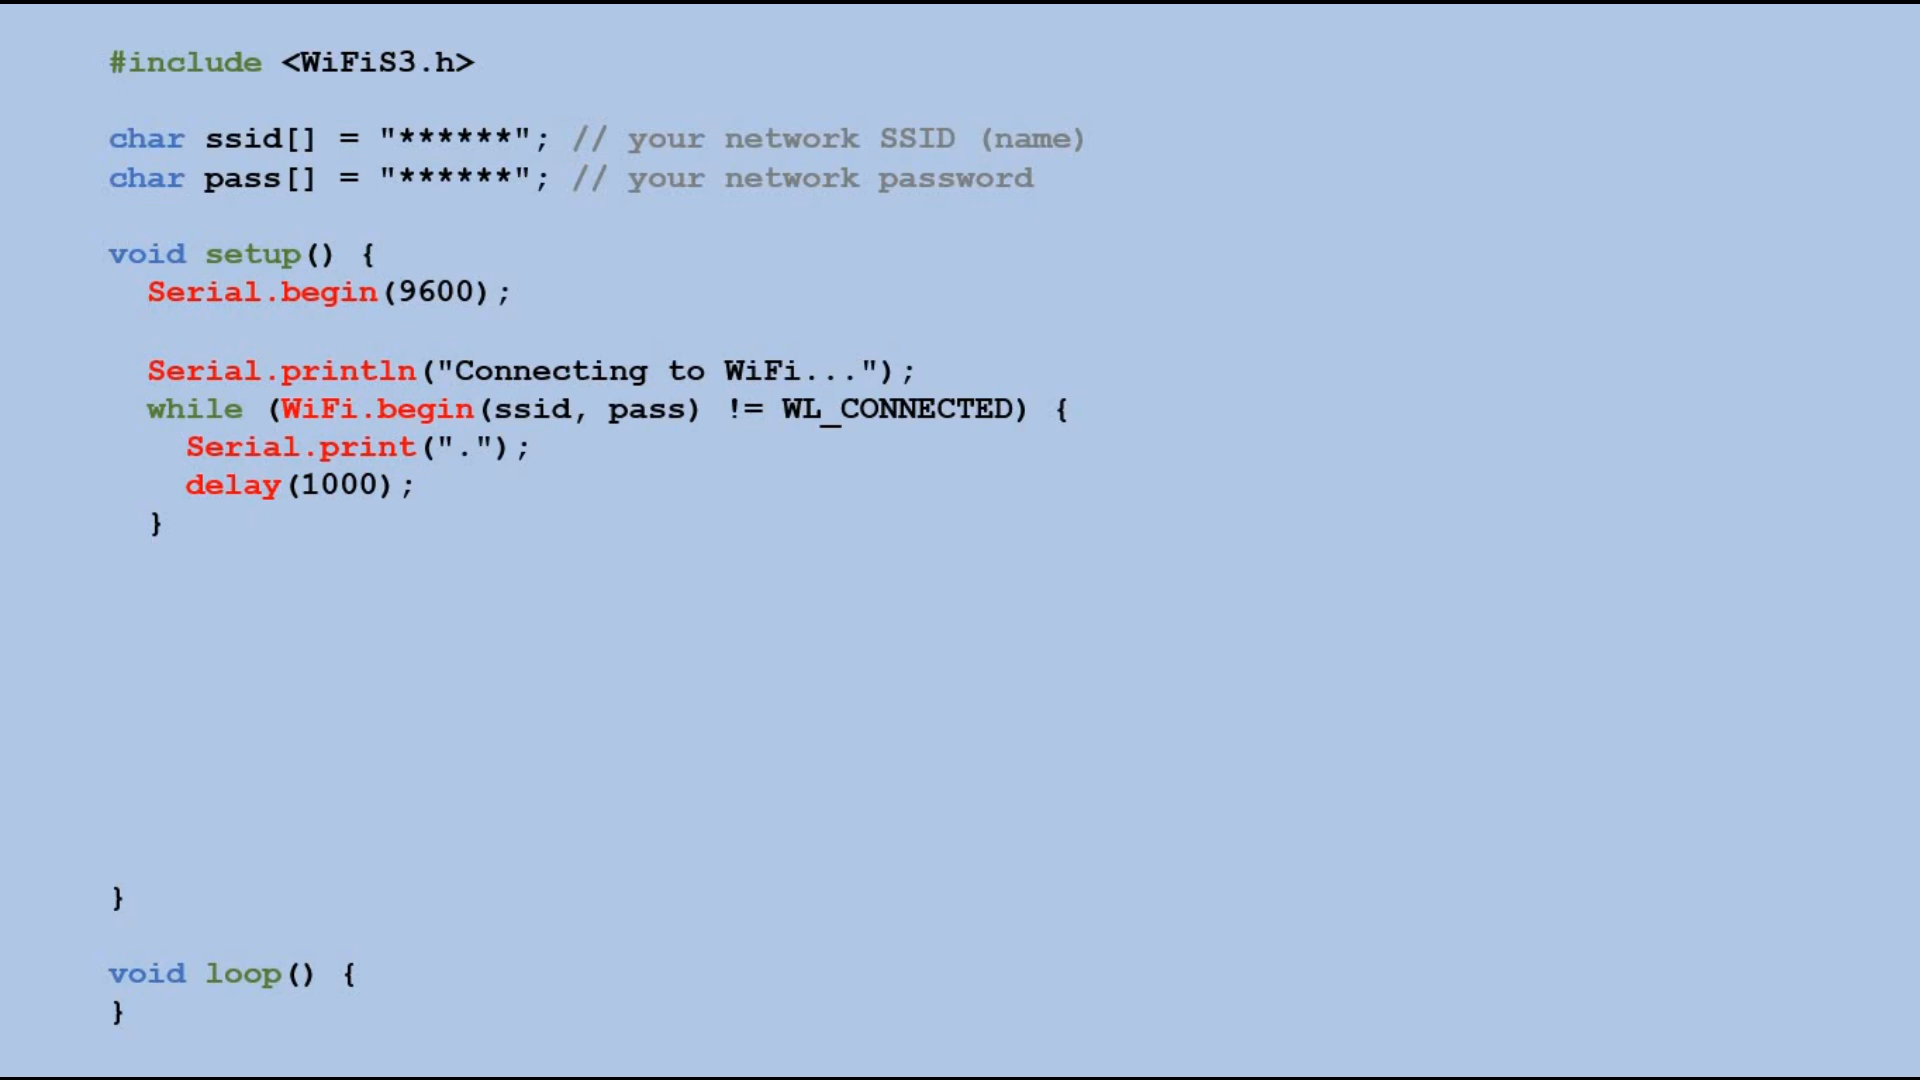 #include <WiFiS3.h>
char ssid[] = "******"; // your network SSID (name)
char pass[] = "******"; // your network password
void setup() {
Serial.begin(9600);
Serial.println("Connecting to WiFi...");
while (WiFi.begin(ssid, pass) != WL_CONNECTED) {
Serial.print(".");
delay(1000);
}
}
void loop() {
}